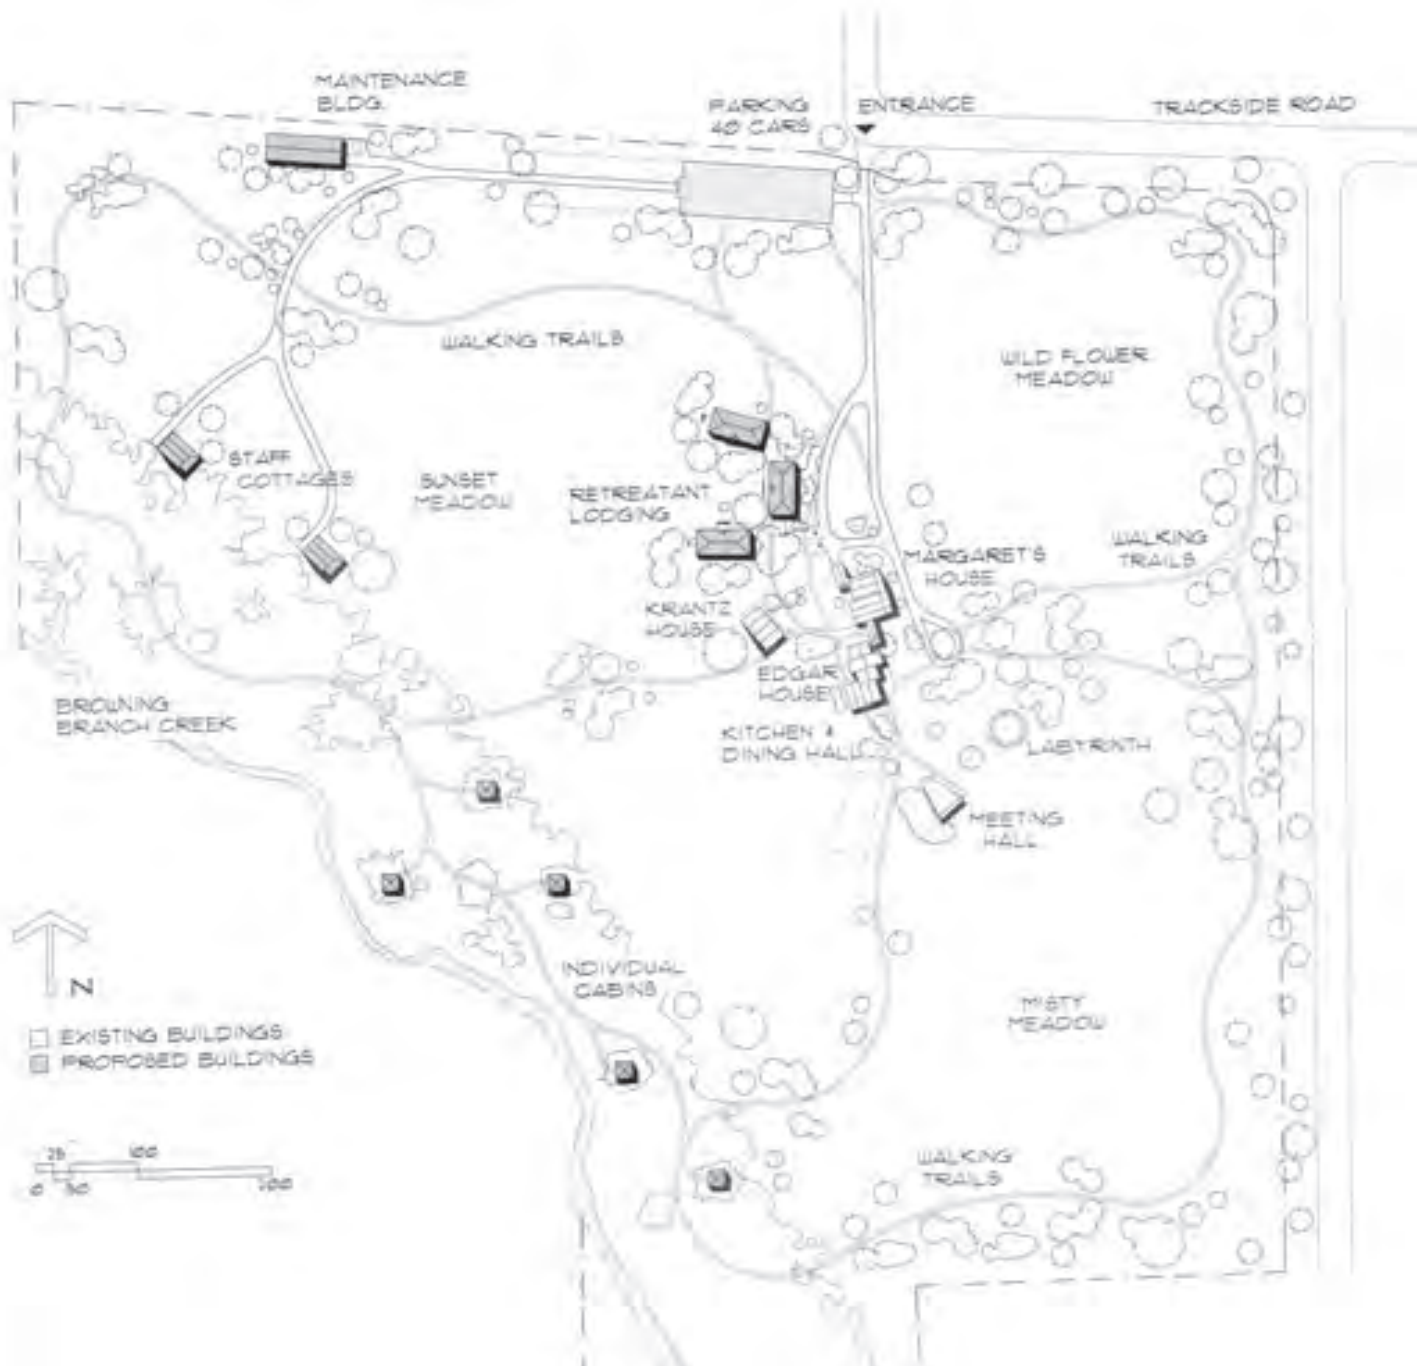 MAINTENANCE
BLDG.
PARKING
40 CARS
ENTRANCE
TRACKSIDE ROAD
WALKING TRAILS
WILD FLOWER
MEADOW
STAFF
COTTAGES
SUNSET
MEADOW
RETREATANT
LODGING
MARGARET'S
HOUSE
WALKING
TRAILS
KRANTZ
HOUSE
EDGAR
HOUSE
BROWNING
BRANCH CREEK
KITCHEN &
DINING HALL
LABYRINTH
MEETING
HALL
INDIVIDUAL
CABINS
MISTY
MEADOW
N
EXISTING BUILDINGS
PROPOSED BUILDINGS
25 100
0 50 200
WALKING
TRAILS